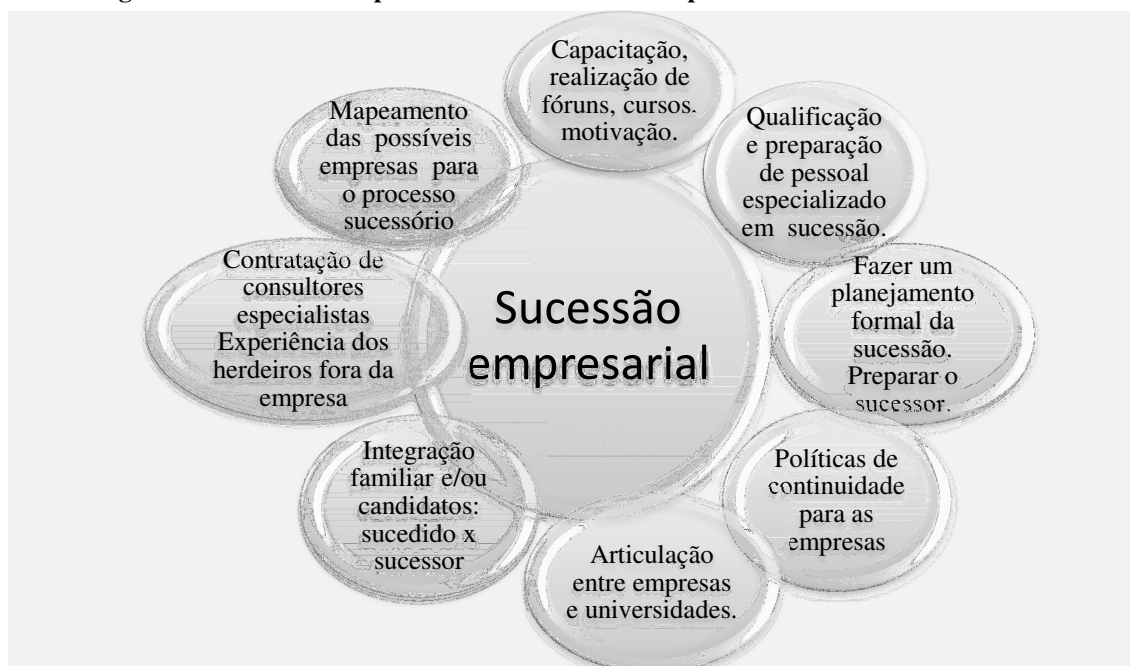 Capacitação,
realização de
fóruns, cursos.
motivação.
Qualificação
e preparação
de pessoal
especializado
em sucessão.
Fazer um
planejamento
formal da
sucessão.
Preparar o
sucessor.
Políticas de
continuidade
para as
empresas
Articulação
entre empresas
e universidades.
Integração
familiar e/ou
candidatos:
sucedido x
sucessor
Contratação de
consultores
especialistas
Experiência dos
herdeiros fora da
empresa
Mapeamento
das possíveis
empresas para
o processo
sucessório
Sucessão
empresarial